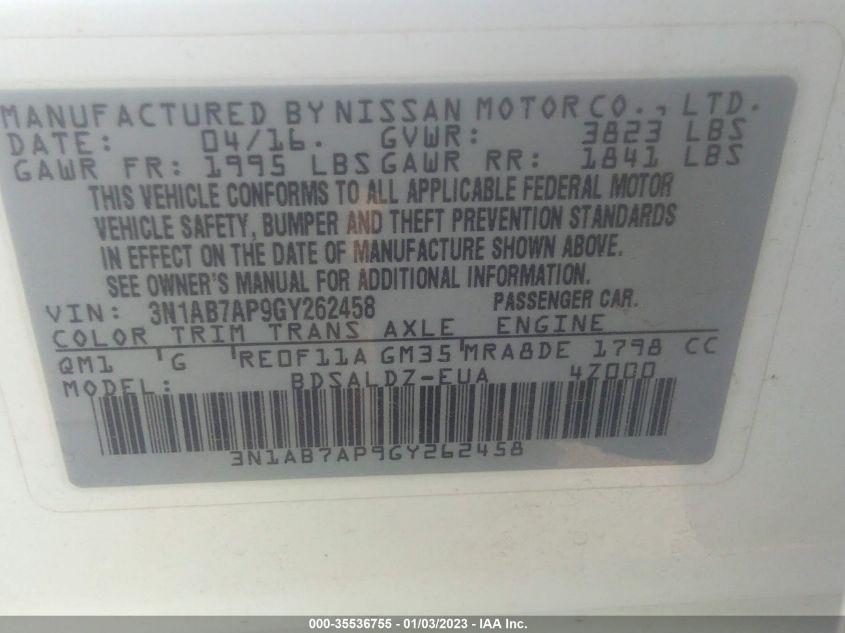 MANUFACTURED BY NISSAN MOTOR CO., LTD.
DATE: 04/16. GVWR: 3823 LBS
GAWR FR: 1995 LBS GAWR RR: 1841 LBS
THIS VEHICLE CONFORMS TO ALL APPLICABLE FEDERAL MOTOR
VEHICLE SAFETY, BUMPER AND THEFT PREVENTION STANDARDS
IN EFFECT ON THE DATE OF MANUFACTURE SHOWN ABOVE.
SEE OWNER'S MANUAL FOR ADDITIONAL INFORMATION.
VIN: 3N1AB7AP9GY262458 PASSENGER CAR.
COLOR TRIM TRANS AXLE ENGINE
QM1 'G 'RE0F11A GM35 'MRA8DE 1798 CC
MODEL: BDSALDZ-EUA 4Z000
3N1AB7AP9GY262458
000-35536755 - 01/03/2023 - IAA Inc.